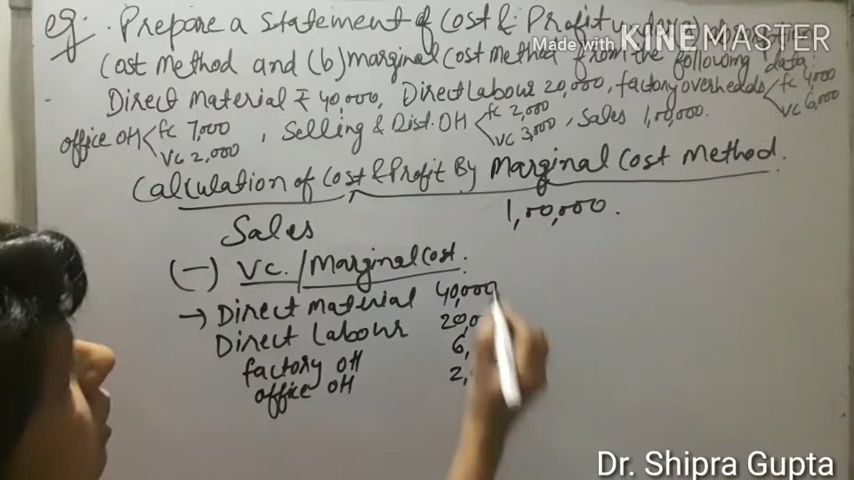 eg: Prepare a statement of Cost & Profit by
Made with KINEMASTER
Cost method and (b) marginal Cost method from the following data:
Direct Material ₹ 40,000, Direct Labour 20,000, factory overheads < fc 4,000 vc 6,000
office OH < fc 7,000 vc 2,000, Selling & Dist. OH < fc 2,000 vc 3,000, Sales 1,00,000.
Calculation of Cost & Profit By Marginal Cost Method.
Sales 1,00,000.
(-) VC. / Marginal Cost.
→ Direct Material 40,000
Direct Labour 20,0
factory OH 6,
office OH 2,
Dr. Shipra Gupta